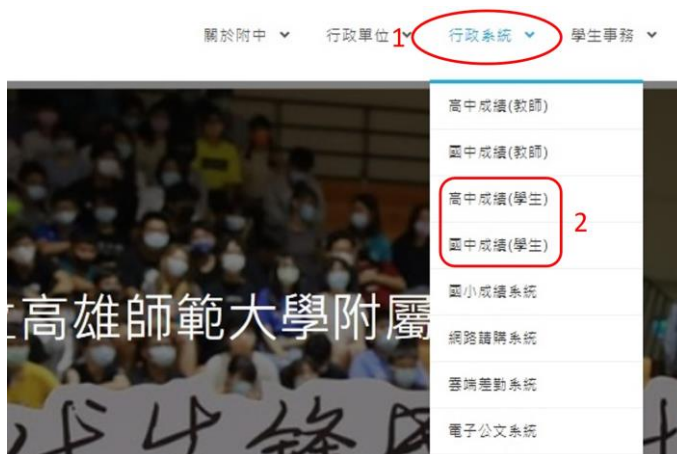 關於附中 行政單位 1 行政系統 學生事務
高中成績(教師)
國中成績(教師)
高中成績(學生)
2
國中成績(學生)
國小成績系統
高雄師範大學附屬
網路請購系統
雲端差勤系統
電子公文系統